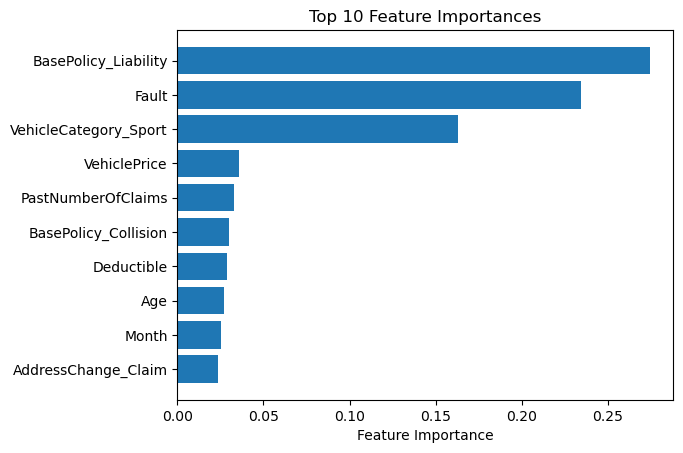 Top 10 Feature Importances
BasePolicy_Liability
Fault
VehicleCategory_Sport
VehiclePrice
PastNumberOfClaims
BasePolicy_Collision
Deductible
Age
Month
AddressChange_Claim
0.00 0.05 0.10 0.15 0.20 0.25
Feature Importance